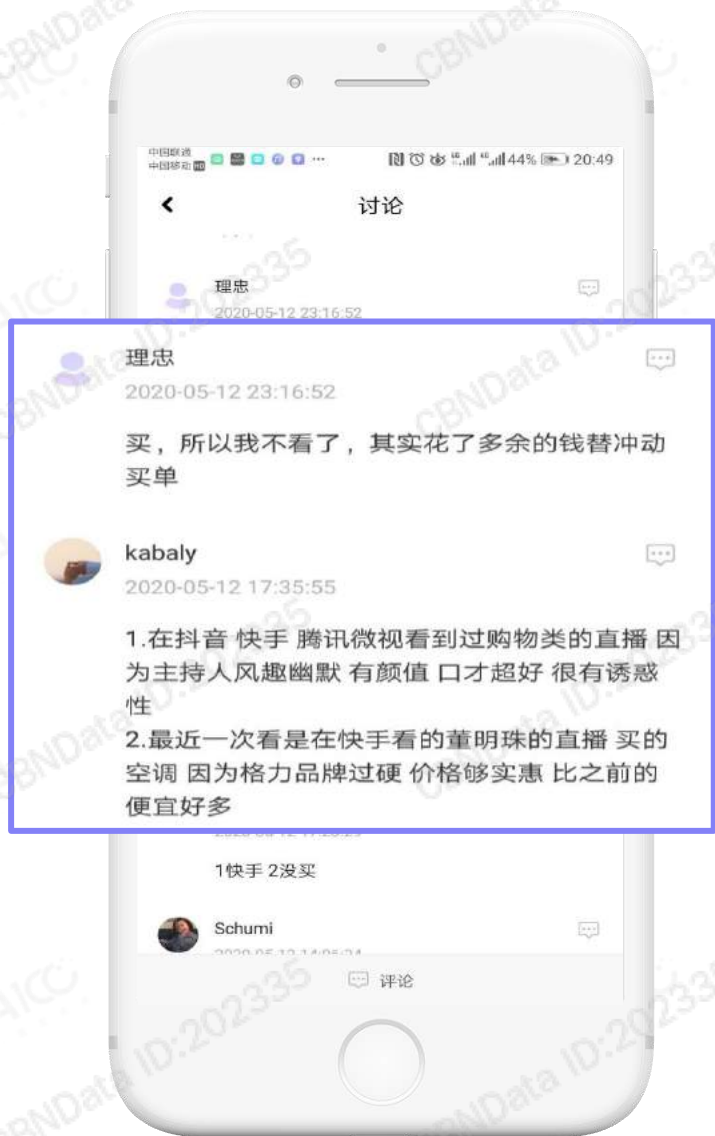 中国联通
中国移动 HD
44% 20:49
讨论
理忠
2020-05-12 23:16:52
理忠
2020-05-12 23:16:52
买，所以我不看了，其实花了多余的钱替冲动
买单
kabaly
2020-05-12 17:35:55
1.在抖音 快手 腾讯微视看到过购物类的直播 因
为主持人风趣幽默 有颜值 口才超好 很有诱惑
性
2.最近一次看是在快手看的董明珠的直播 买的
空调 因为格力品牌过硬 价格够实惠 比之前的
便宜好多
1快手 2没买
Schumi
评论
CBNData ID:202335